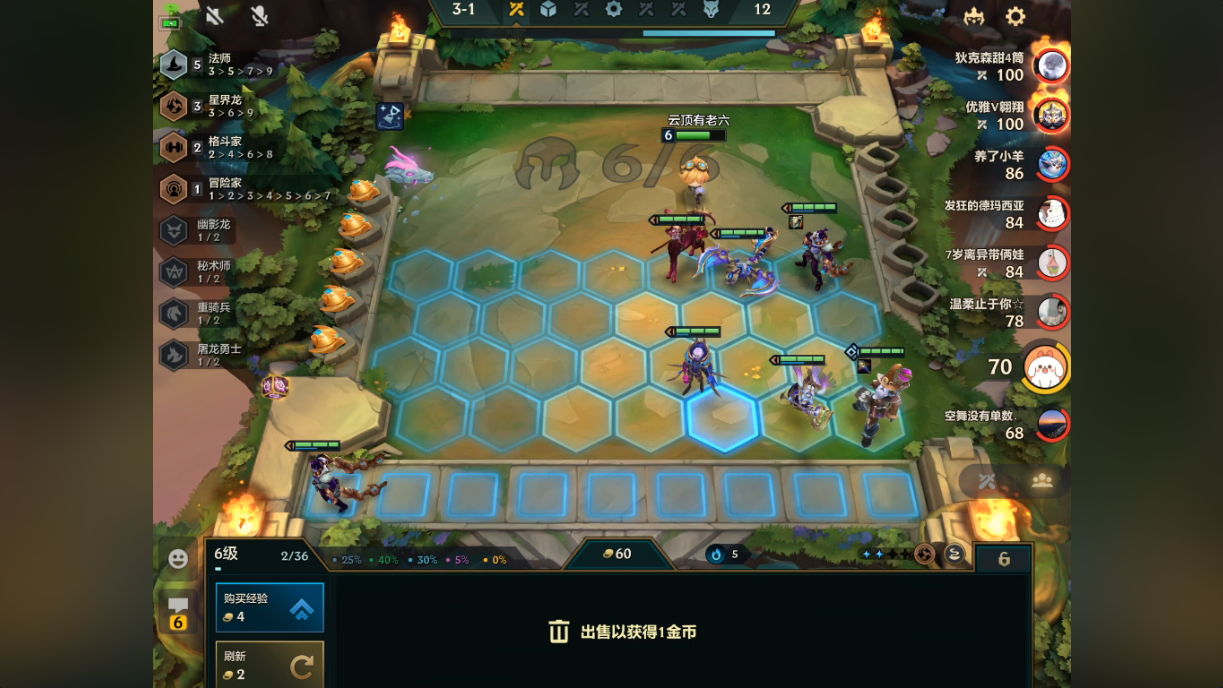 3-1
12
5 法师
3 > 5 > 7 > 9
3 星界龙
3 > 6 > 9
2 格斗家
2 > 4 > 6 > 8
1 冒险家
1 > 2 > 3 > 4 > 5 > 6 > 7
幽影龙
1 / 2
秘术师
1 / 2
重骑兵
1 / 2
屠龙勇士
1 / 2
云顶有老六
6
6/6
狄克森甜4筒
100
优雅V翱翔
100
养了小羊
86
发狂的德玛西亚
84
7岁离异带俩娃
84
温柔止于你☆
78
70
空舞没有单数.
68
6级
2/36
25%
40%
30%
5%
0%
60
5
6
6
购买经验
4
刷新
2
出售以获得1金币